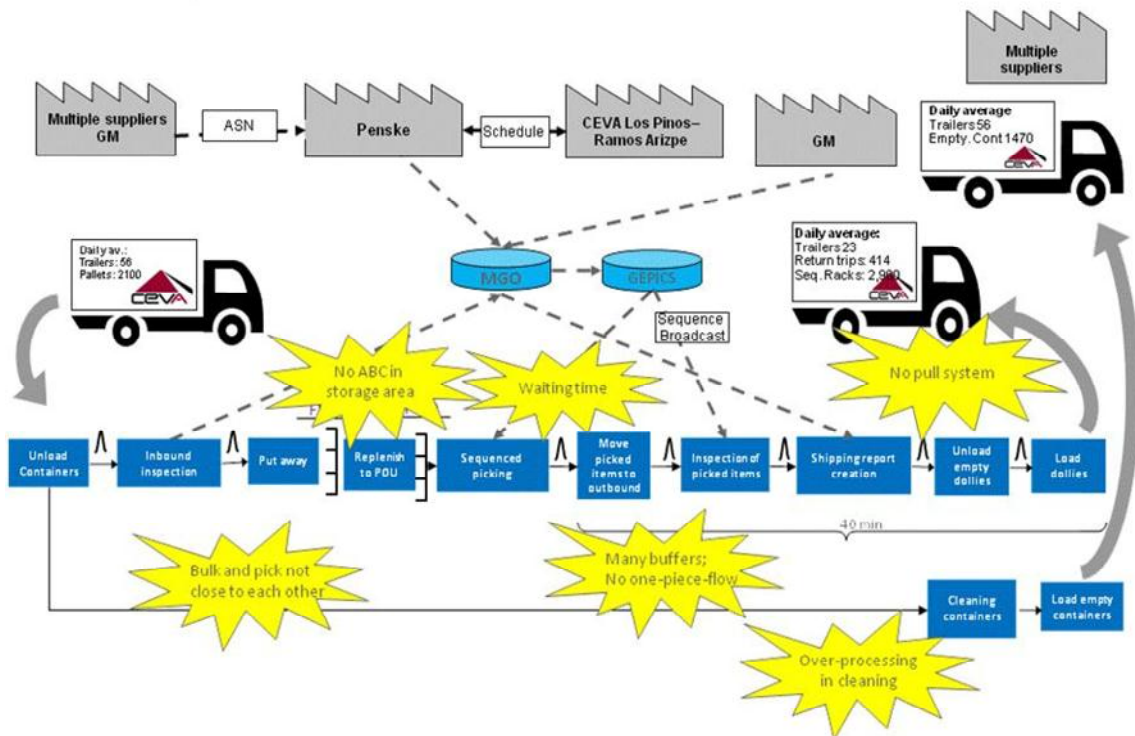 Multiple
suppliers
Multiple suppliers
GM
ASN
Penske
Schedule
CEVA Los Pinos–
Ramos Arizpe
GM
Daily average
Trailers 56
Empty. Cont 1470
CEVA
Daily av.:
Trailers: 56
Pallets: 2100
CEVA
MGO
GEPICS
Daily average:
Trailers 23
Return trips: 414
Seq. Racks:
CEVA
Sequence
Broadcast
No ABC in
storage area
Waiting time
No pull system
Unload
Containers
Inbound
inspection
Put away
Replenish
to POU
Sequenced
picking
Move
picked
items to
outbound
Inspection of
picked items
Shipping report
creation
Unload
empty
dollies
Load
dollies
40 min
Bulk and pick not
close to each other
Many buffers;
No one-piece-flow
Cleaning
containers
Load empty
containers
Over-processing
in cleaning